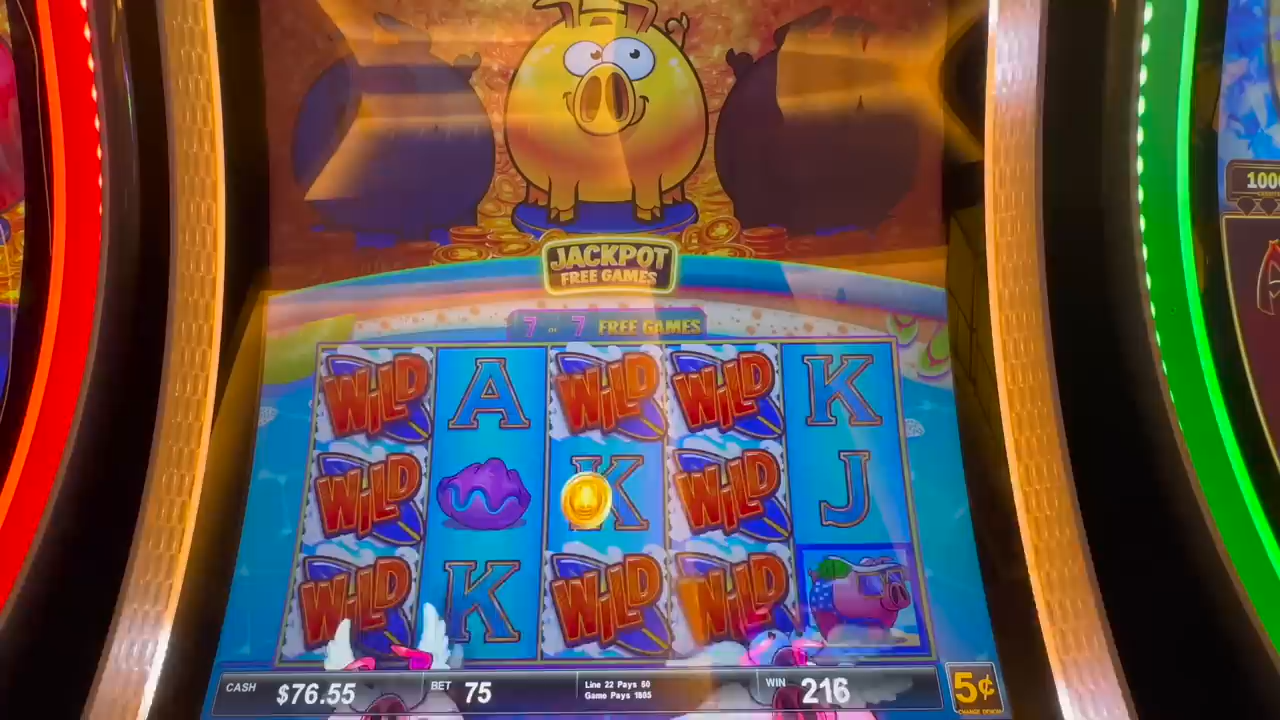 JACKPOT
FREE GAMES
7 OF 7 FREE GAMES
WILD A WILD WILD K
WILD K WILD J
WILD K WILD WILD
CASH $76.55
BET 75
Line 22 Pays 60
Game Pays 1805
WIN 216
5¢
1000